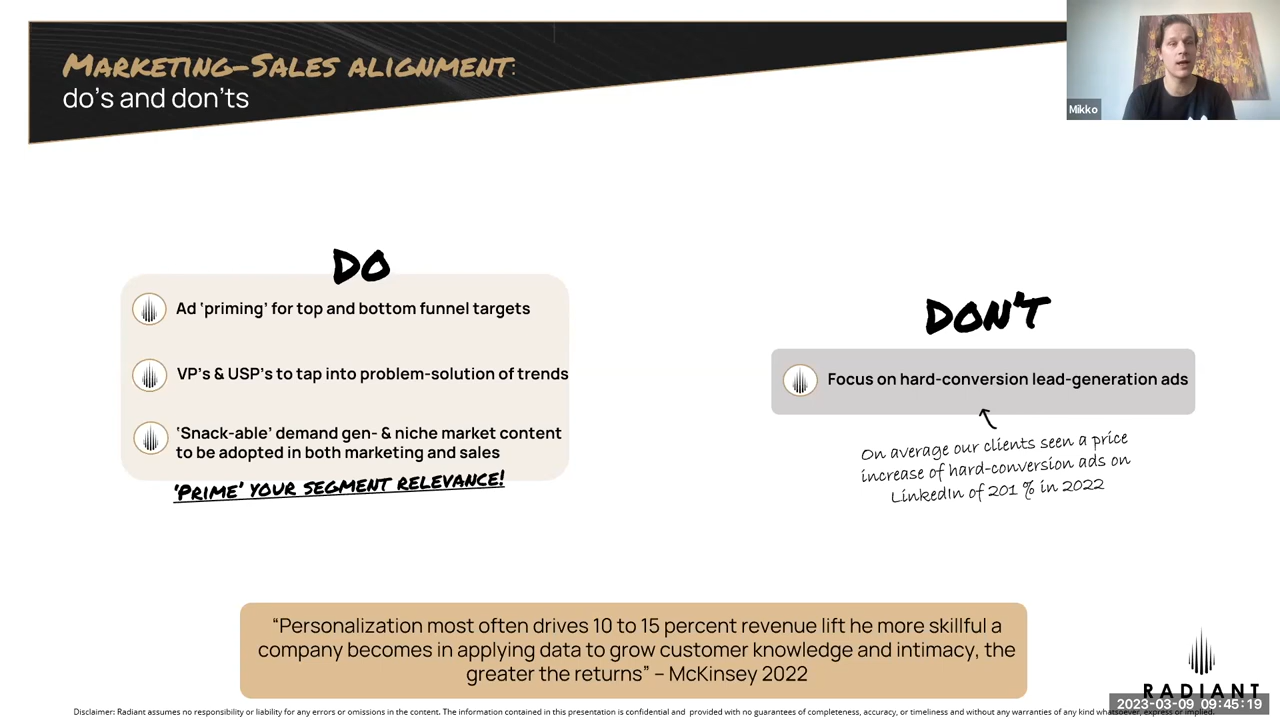 MARKETING-SALES ALIGNMENT:
do's and don'ts
Mikko
DO
Ad 'priming' for top and bottom funnel targets
VP's & USP's to tap into problem-solution of trends
'Snack-able' demand gen- & niche market content
to be adopted in both marketing and sales
'PRIME' YOUR SEGMENT RELEVANCE!
DON'T
Focus on hard-conversion lead-generation ads
On average our clients seen a price
increase of hard-conversion ads on
LinkedIn of 201 % in 2022
“Personalization most often drives 10 to 15 percent revenue lift he more skillful a
company becomes in applying data to grow customer knowledge and intimacy, the
greater the returns” – McKinsey 2022
RADIANT
2023-03-09 09:45:19
Disclaimer: Radiant assumes no responsibility or liability for any errors or omissions in the content. The information contained in this presentation is confidential and provided with no guarantees of completeness, accuracy, or timeliness and without any warranties of any kind whatsoever, express or implied.